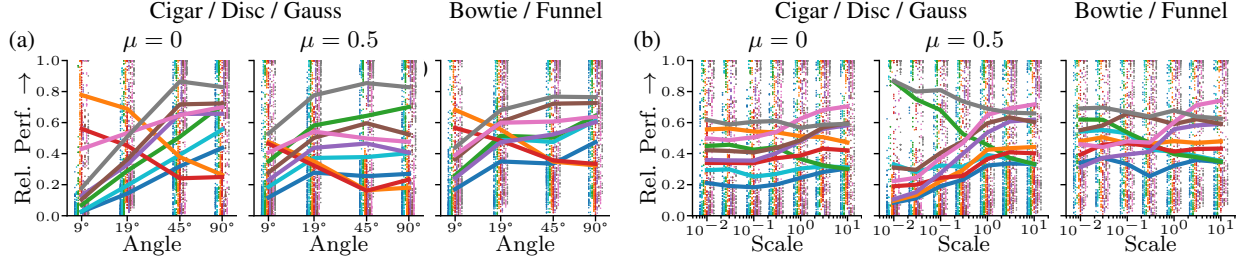 Cigar / Disc / Gauss Bowtie / Funnel Cigar / Disc / Gauss Bowtie / Funnel
(a) μ = 0 μ = 0.5 ) (b) μ = 0 μ = 0.5
Rel. Perf. →
1.0
0.8
0.6
0.4
0.2
0.0
9° 19° 45° 90° 9° 19° 45° 90° 9° 19° 45° 90°
Angle Angle Angle
Rel. Perf. →
1.0
0.8
0.6
0.4
0.2
0.0
10⁻² 10⁻¹ 10⁰ 10¹ 10⁻² 10⁻¹ 10⁰ 10¹ 10⁻² 10⁻¹ 10⁰ 10¹
Scale Scale Scale